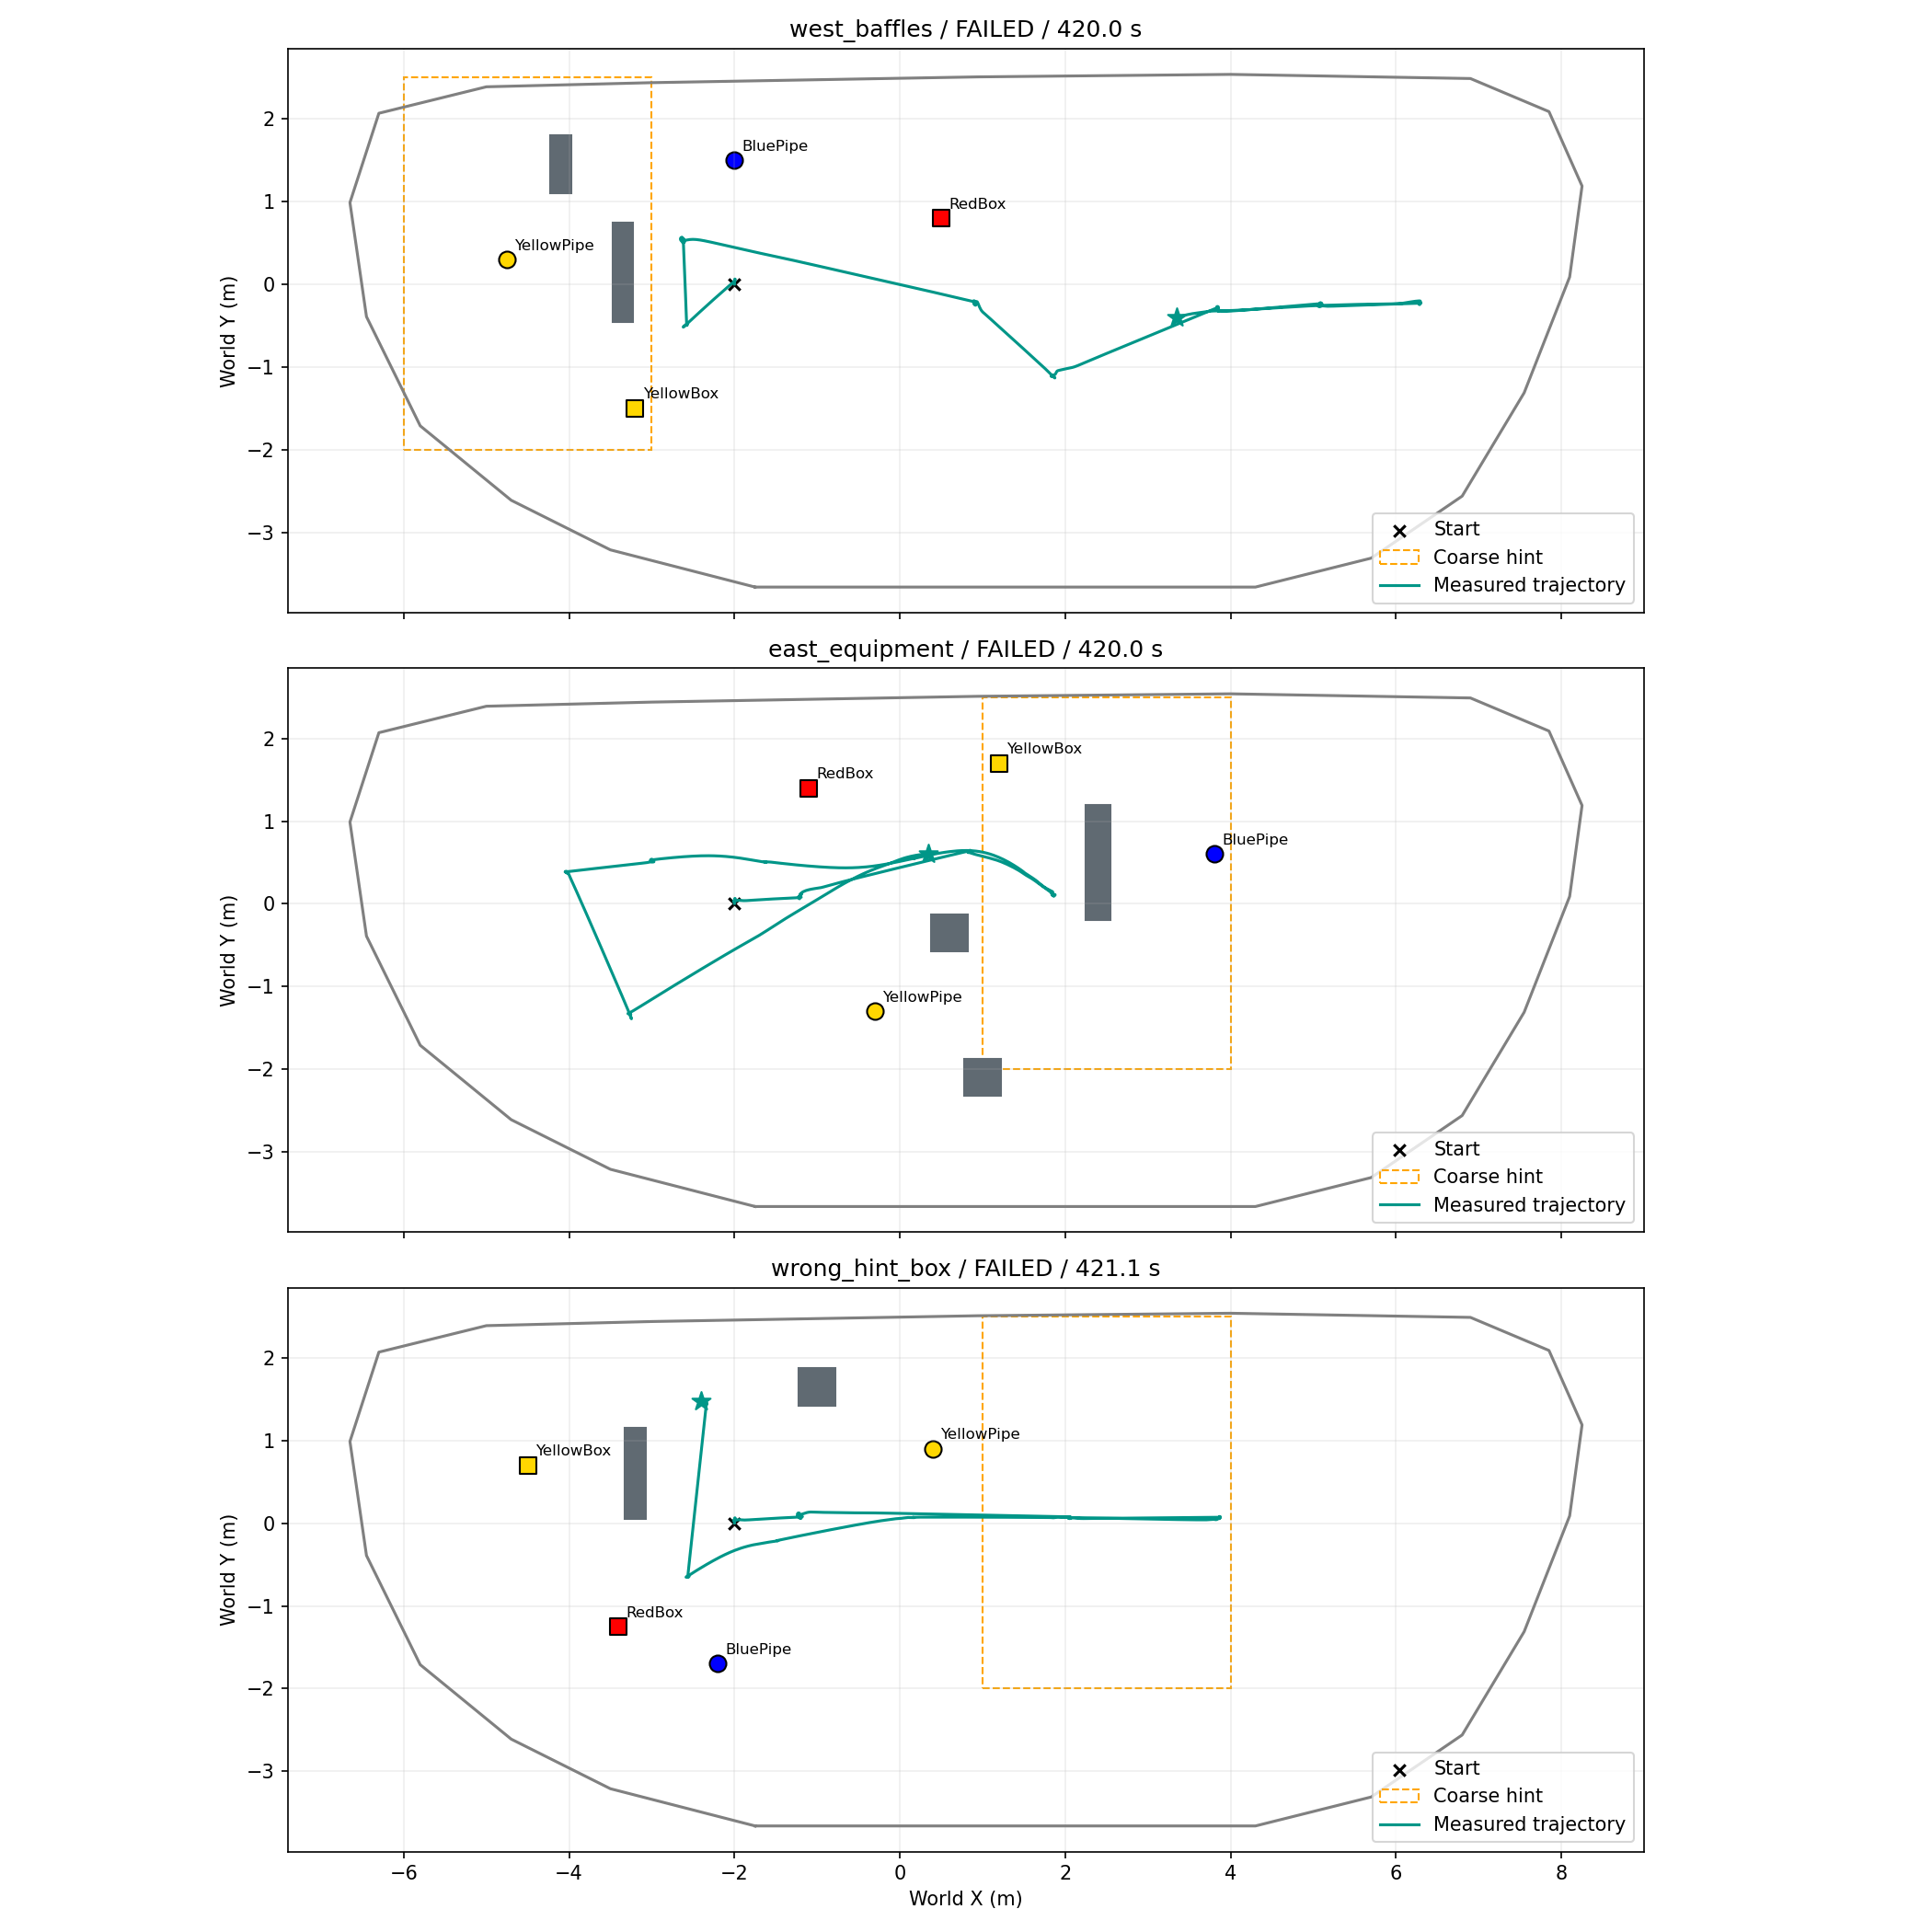 west_baffles / FAILED / 420.0 s
World Y (m)
2
1
0
−1
−2
−3
BluePipe
RedBox
YellowPipe
YellowBox
Start
Coarse hint
Measured trajectory
east_equipment / FAILED / 420.0 s
World Y (m)
2
1
0
−1
−2
−3
YellowBox
RedBox
BluePipe
YellowPipe
Start
Coarse hint
Measured trajectory
wrong_hint_box / FAILED / 421.1 s
World Y (m)
2
1
0
−1
−2
−3
YellowPipe
YellowBox
RedBox
BluePipe
Start
Coarse hint
Measured trajectory
−6 −4 −2 0 2 4 6 8
World X (m)